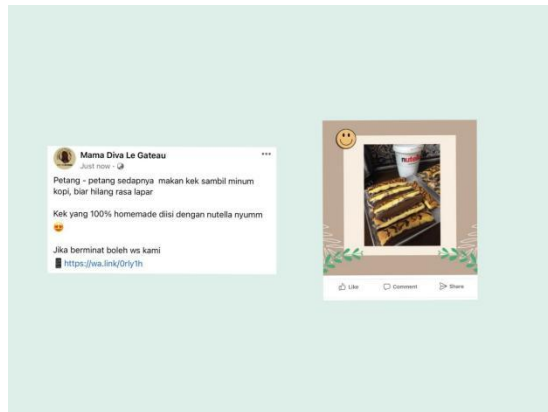 Mama Diva Le Gateau
Just now -
Petang - petang sedapnya makan kek sambil minum
kopi, biar hilang rasa lapar
Kek yang 100% homemade diisi dengan nutella nyumm
Jika berminat boleh ws kami
https://wa.link/0rly1h
nutella
Like
Comment
Share